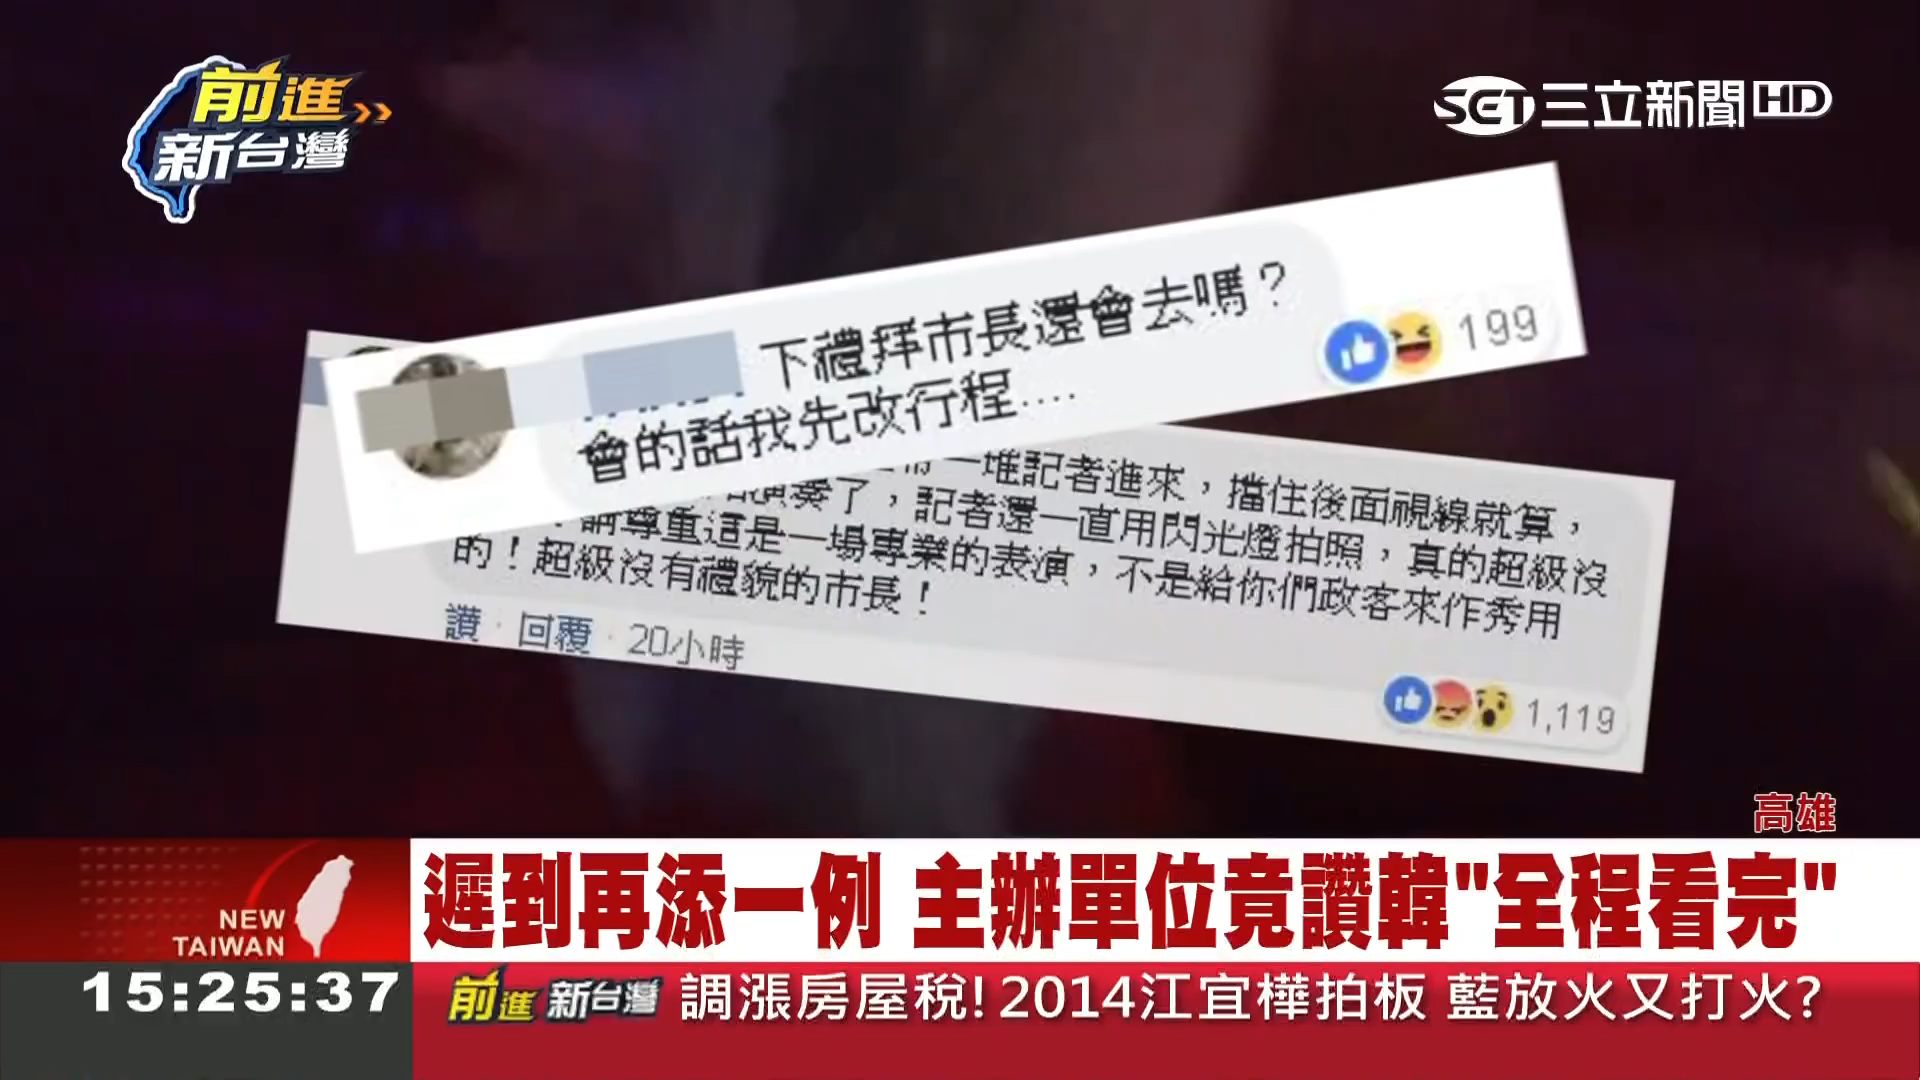 前進
新台灣
SET三立新聞HD
下禮拜市長還會去嗎？
會的話我先改行程....
199
一堆記者進來，擋住後面視線就算，
演奏了，記者還一直用閃光燈拍照，真的超級沒
請尊重這是一場專業的表演，不是給你們政客來作秀用
的！超級沒有禮貌的市長！
讚 · 回覆 · 20小時
1,119
高雄
遲到再添一例 主辦單位竟讚韓"全程看完"
NEW
TAIWAN
15:25:37
前進新台灣 調漲房屋稅!2014江宜樺拍板 藍放火又打火?